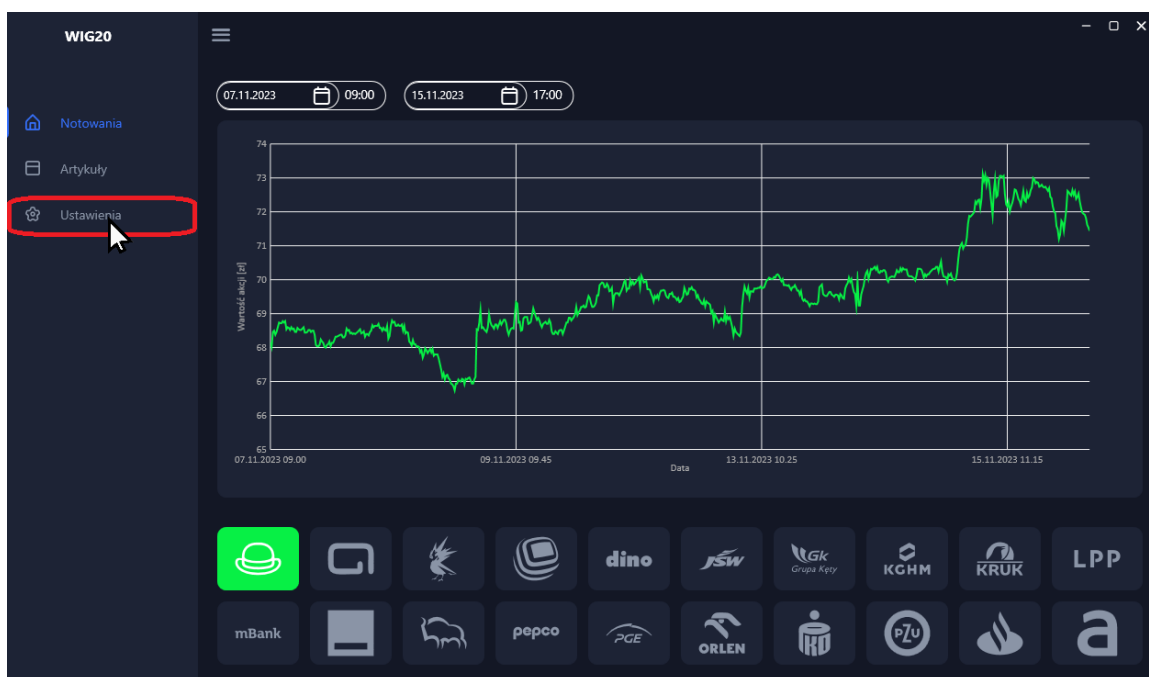 WIG20
07.11.2023 09:00 15.11.2023 17:00
Notowania
Artykuły
Ustawienia
74
73
72
71
70
69
68
67
66
65
Wartość akcji [zł]
07.11.2023 09.00 09.11.2023 09.45 13.11.2023 10.25 15.11.2023 11.15
Data
dino JSW GK KGHM KRUK LPP
Grupa Kęty
mBank pepco PGE ORLEN PKO PZU a